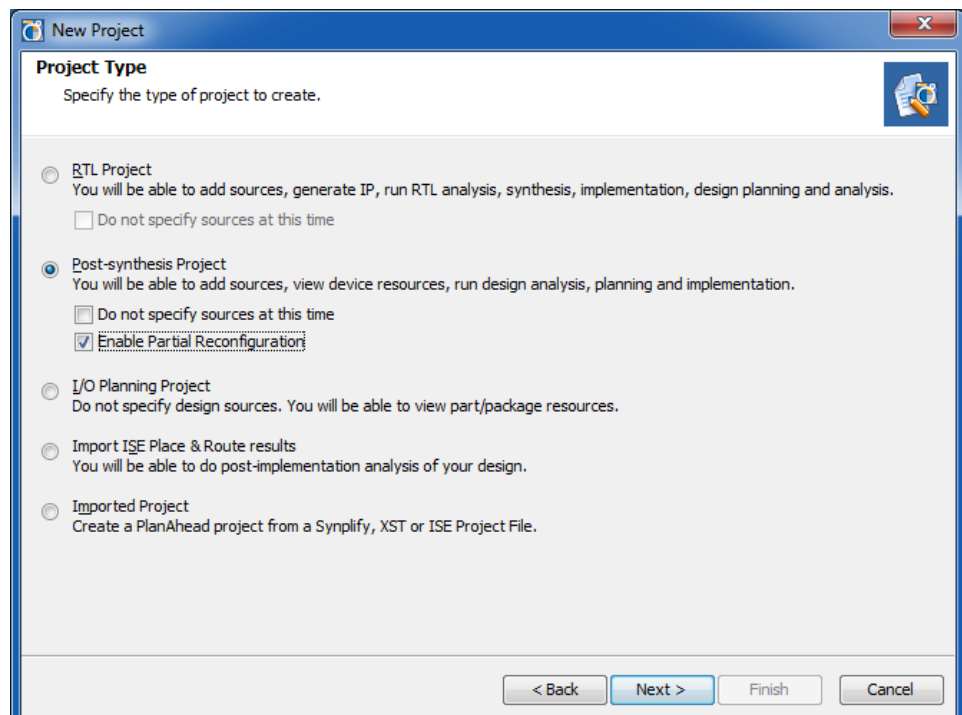 New Project
Project Type
Specify the type of project to create.
RTL Project
You will be able to add sources, generate IP, run RTL analysis, synthesis, implementation, design planning and analysis.
Do not specify sources at this time
Post-synthesis Project
You will be able to add sources, view device resources, run design analysis, planning and implementation.
Do not specify sources at this time
Enable Partial Reconfiguration
I/O Planning Project
Do not specify design sources. You will be able to view part/package resources.
Import ISE Place & Route results
You will be able to do post-implementation analysis of your design.
Imported Project
Create a PlanAhead project from a Synplify, XST or ISE Project File.
< Back Next > Finish Cancel